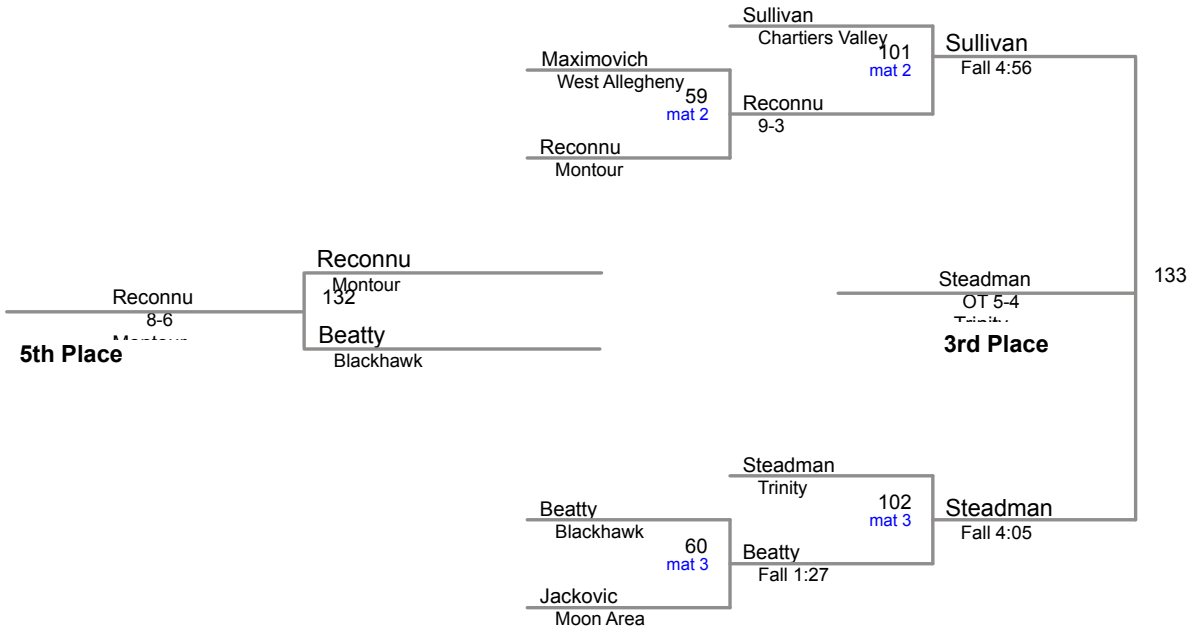 Sullivan
Chartiers Valley
101
mat 2
Sullivan
Fall 4:56
Maximovich
West Allegheny
59
mat 2
Reconnu
9-3
Reconnu
Montour
Reconnu
Montour
132
Reconnu
8-6
5th Place
Beatty
Blackhawk
133
Steadman
OT 5-4
Trinity
3rd Place
Steadman
Trinity
102
mat 3
Steadman
Fall 4:05
Beatty
Blackhawk
60
mat 3
Beatty
Fall 1:27
Jackovic
Moon Area